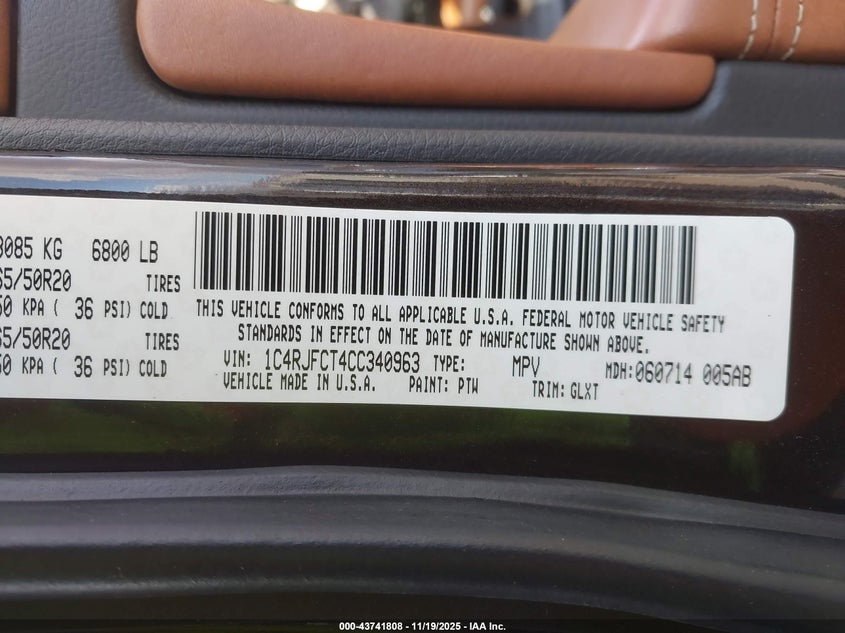 3085 KG 6800 LB
65/50R20 TIRES
50 KPA ( 36 PSI) COLD
65/50R20 TIRES
50 KPA ( 36 PSI) COLD
THIS VEHICLE CONFORMS TO ALL APPLICABLE U.S.A. FEDERAL MOTOR VEHICLE SAFETY
STANDARDS IN EFFECT ON THE DATE OF MANUFACTURE SHOWN ABOVE.
VIN: 1C4RJFCT4CC340963 TYPE: MPV MDH:060714 005AB
VEHICLE MADE IN U.S.A. PAINT: PTW TRIM: GLXT
000-43741808 - 11/19/2025 - IAA Inc.